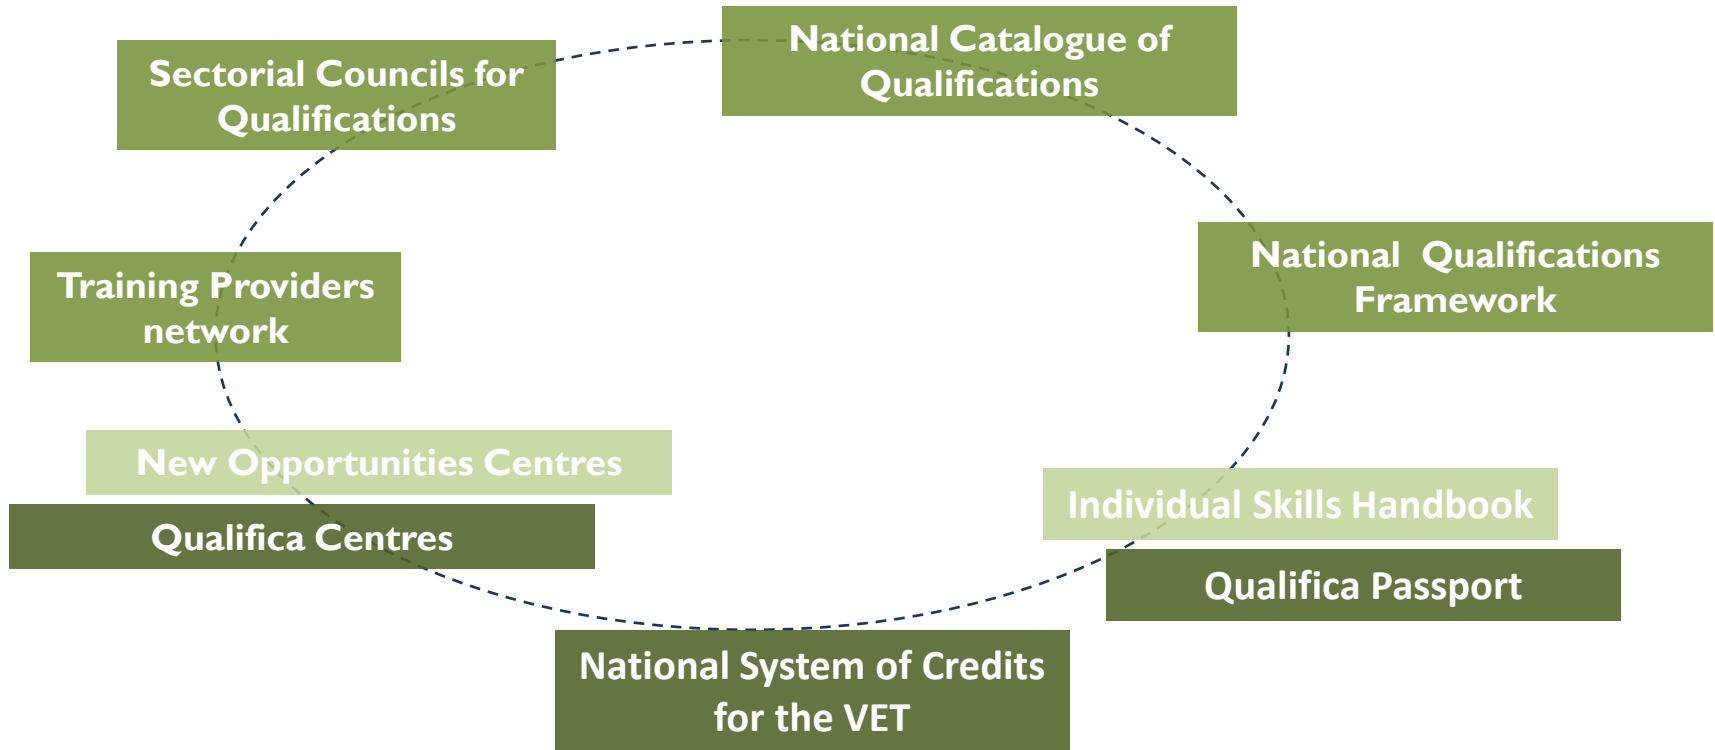 Sectorial Councils for
Qualifications
National Catalogue of
Qualifications
National Qualifications
Framework
Training Providers
network
New Opportunities Centres
Qualifica Centres
Individual Skills Handbook
Qualifica Passport
National System of Credits
for the VET